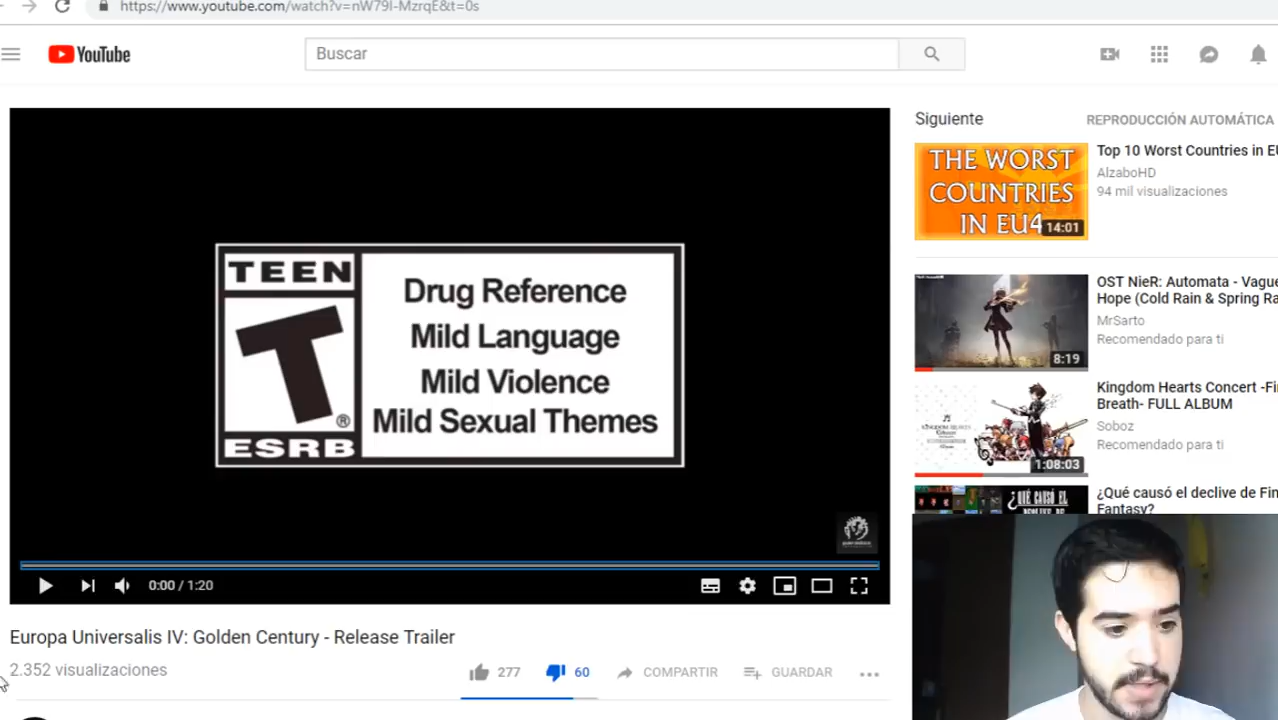 https://www.youtube.com/watch?v=nW79I-MzrqE&t=0s
YouTube
Buscar
TEEN
T
®
ESRB
Drug Reference
Mild Language
Mild Violence
Mild Sexual Themes
0:00 / 1:20
Europa Universalis IV: Golden Century - Release Trailer
2.352 visualizaciones
277
60
COMPARTIR
GUARDAR
Siguiente
REPRODUCCIÓN AUTOMÁTICA
THE WORST
COUNTRIES
IN EU4
14:01
Top 10 Worst Countries in EU
AlzaboHD
94 mil visualizaciones
8:19
OST NieR: Automata - Vague
Hope (Cold Rain & Spring Ra
MrSarto
Recomendado para ti
1:08:03
Kingdom Hearts Concert -Fir
Breath- FULL ALBUM
Soboz
Recomendado para ti
¿QUÉ CAUSÓ EL
DECLIVE DE
¿Qué causó el declive de Fin
Fantasy?